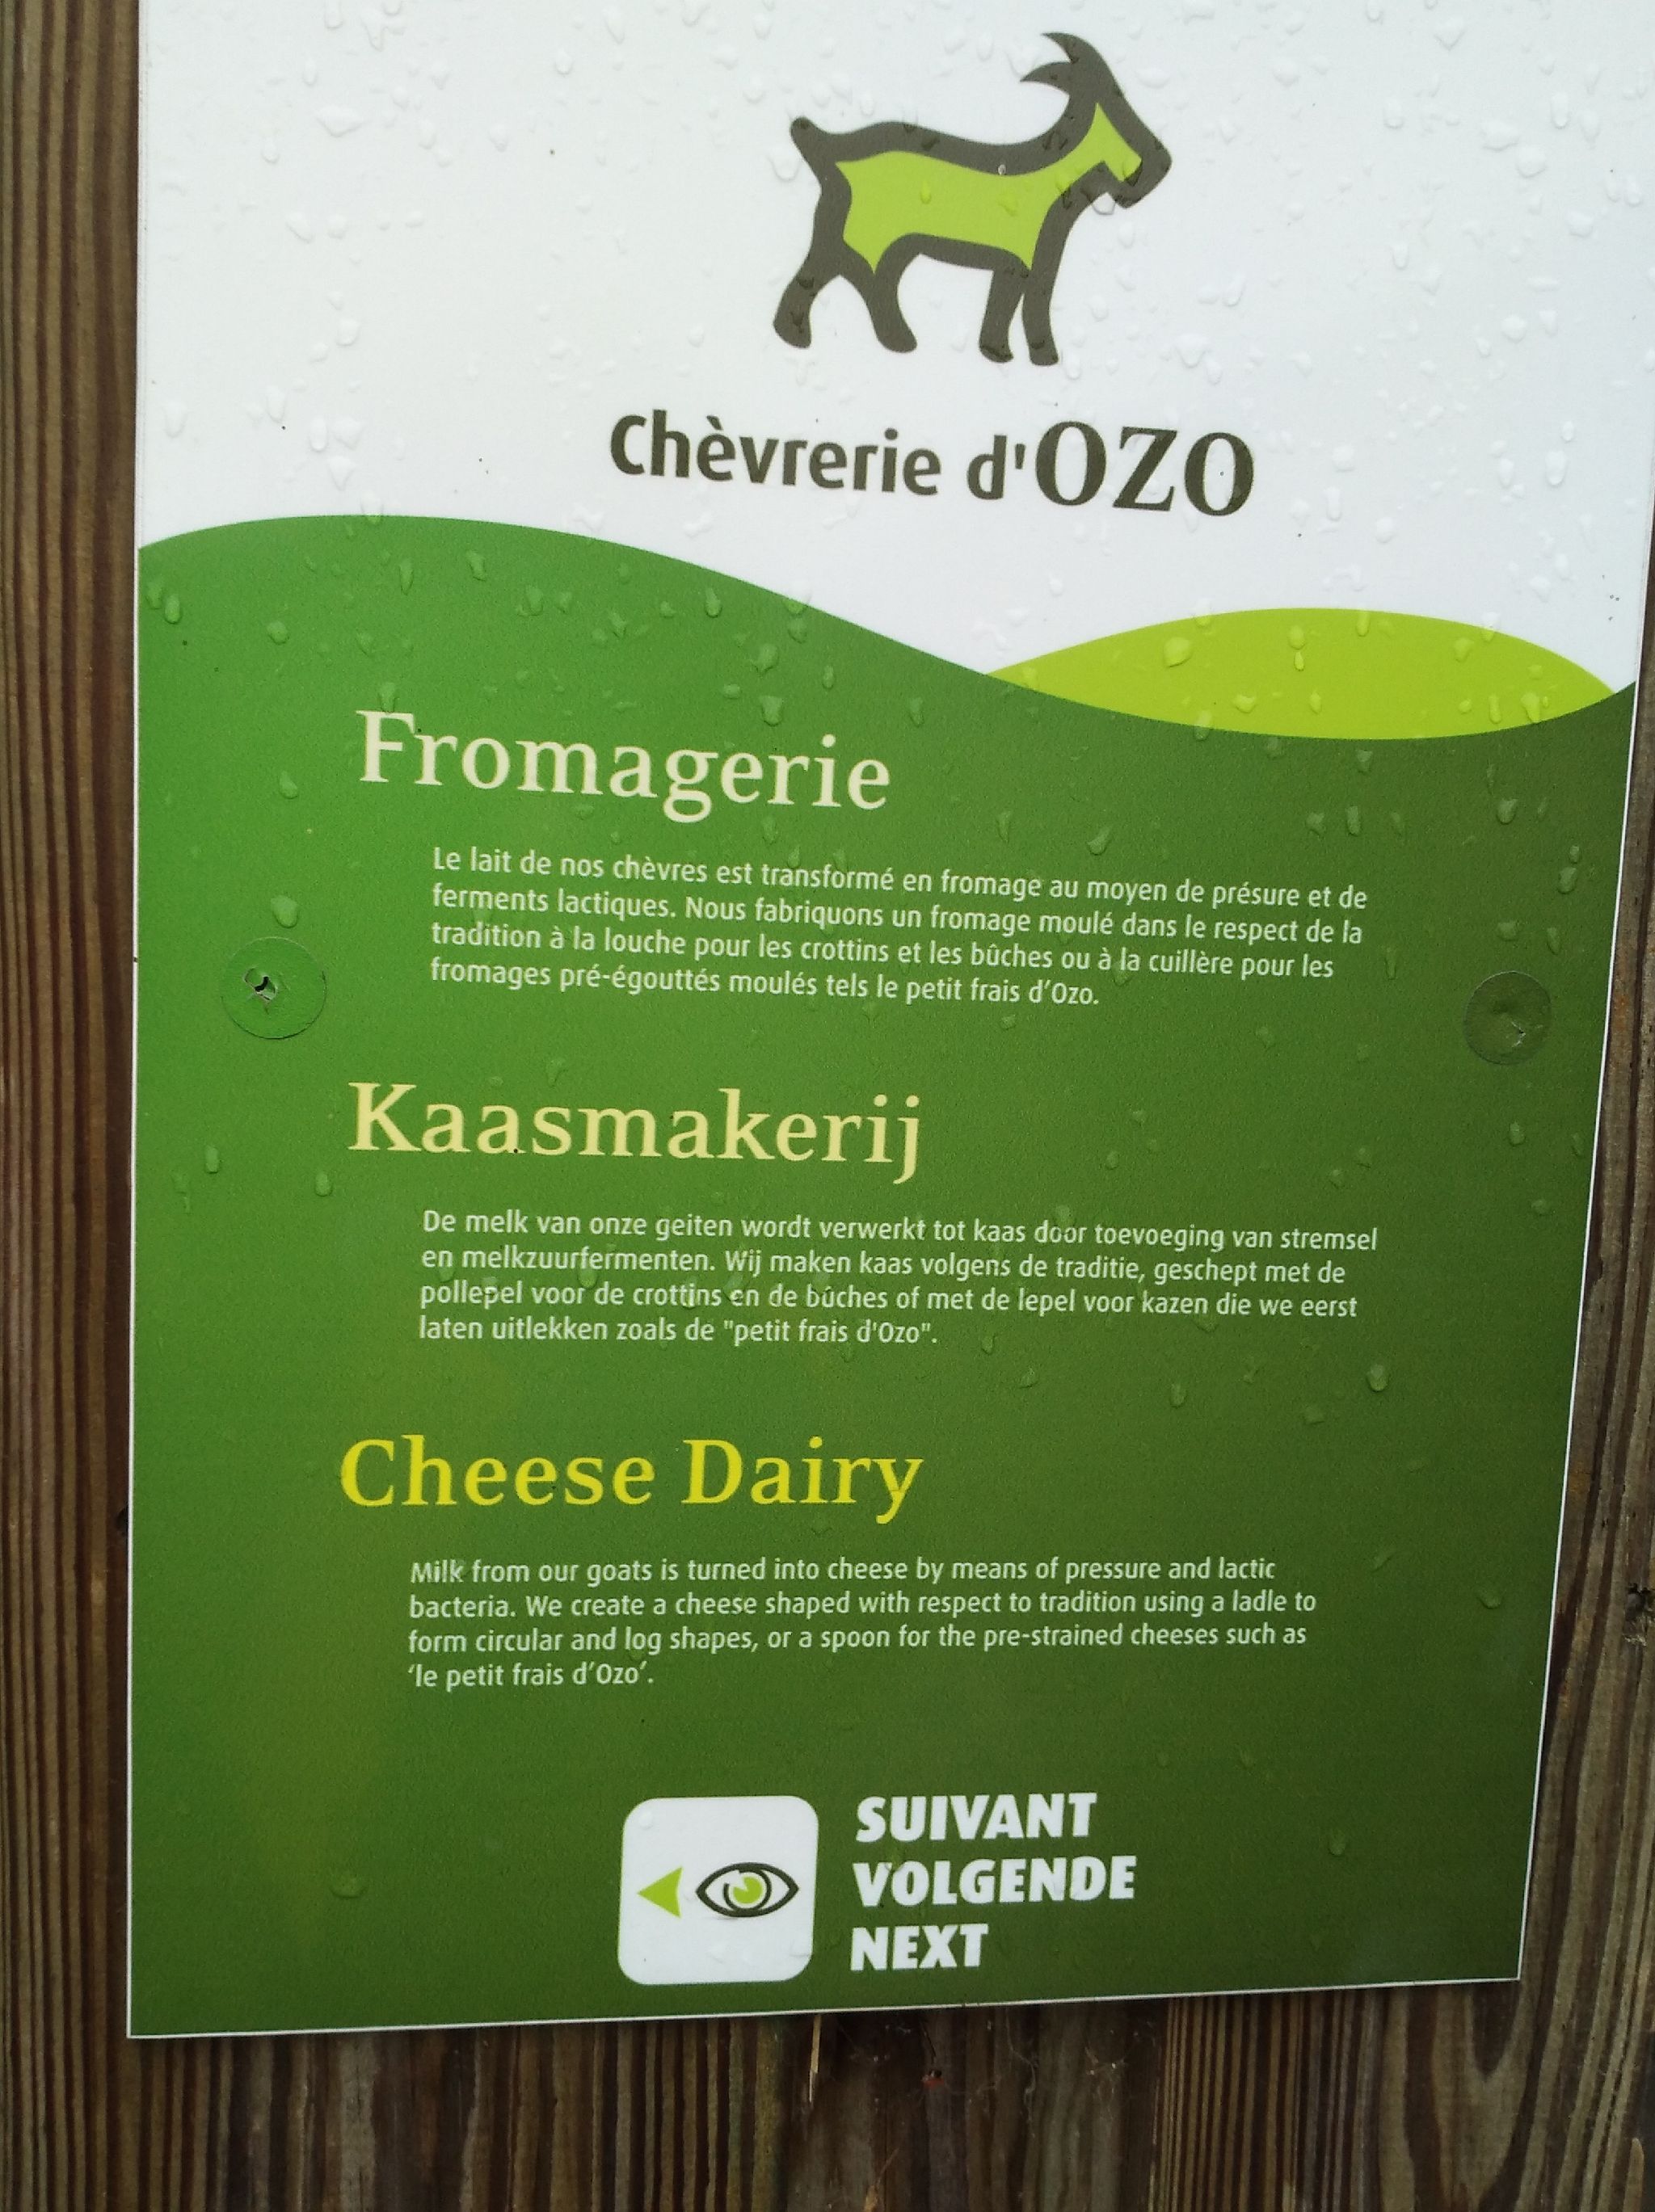 Chèvrerie d'OZO
Fromagerie
Le lait de nos chèvres est transformé en fromage au moyen de présure et de
ferments lactiques. Nous fabriquons un fromage moulé dans le respect de la
tradition à la louche pour les crottins et les bûches ou à la cuillère pour les
fromages pré-égouttés moulés tels le petit frais d'Ozo.
Kaasmakerij
De melk van onze geiten wordt verwerkt tot kaas door toevoeging van stremsel
en melkzuurfermenten. Wij maken kaas volgens de traditie, geschept met de
pollepel voor de crottins en de bûches of met de lepel voor kazen die we eerst
laten uitlekken zoals de "petit frais d'Ozo".
Cheese Dairy
Milk from our goats is turned into cheese by means of pressure and lactic
bacteria. We create a cheese shaped with respect to tradition using a ladle to
form circular and log shapes, or a spoon for the pre-strained cheeses such as
‘le petit frais d'Ozo’.
SUIVANT
VOLGENDE
NEXT